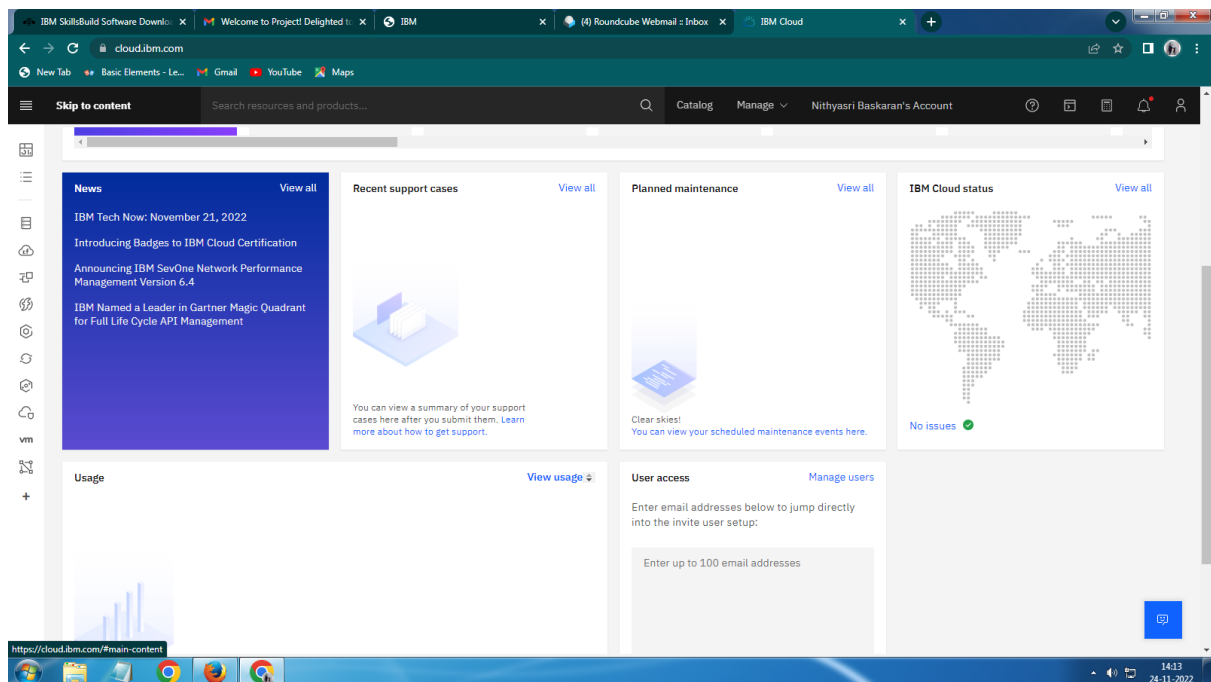 IBM SkillsBuild Software Downloa
Welcome to Project! Delighted to
IBM
(4) Roundcube Webmail :: Inbox
IBM Cloud
cloud.ibm.com
New Tab
Basic Elements - Le...
Gmail
YouTube
Maps
Skip to content
Search resources and products...
Catalog
Manage
Nithyasri Baskaran's Account
News
View all
IBM Tech Now: November 21, 2022
Introducing Badges to IBM Cloud Certification
Announcing IBM SevOne Network Performance
Management Version 6.4
IBM Named a Leader in Gartner Magic Quadrant
for Full Life Cycle API Management
Recent support cases
View all
You can view a summary of your support
cases here after you submit them. Learn
more about how to get support.
Planned maintenance
View all
Clear skies!
You can view your scheduled maintenance events here.
IBM Cloud status
View all
No issues
vm
Usage
View usage
User access
Manage users
Enter email addresses below to jump directly
into the invite user setup:
Enter up to 100 email addresses
https://cloud.ibm.com/#main-content
14:13
24-11-2022